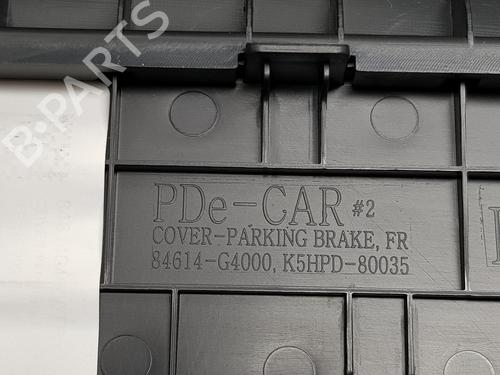 B·PARTS
PDe-CAR #2
COVER-PARKING BRAKE, FR
84614-G4000, K5HPD-80035